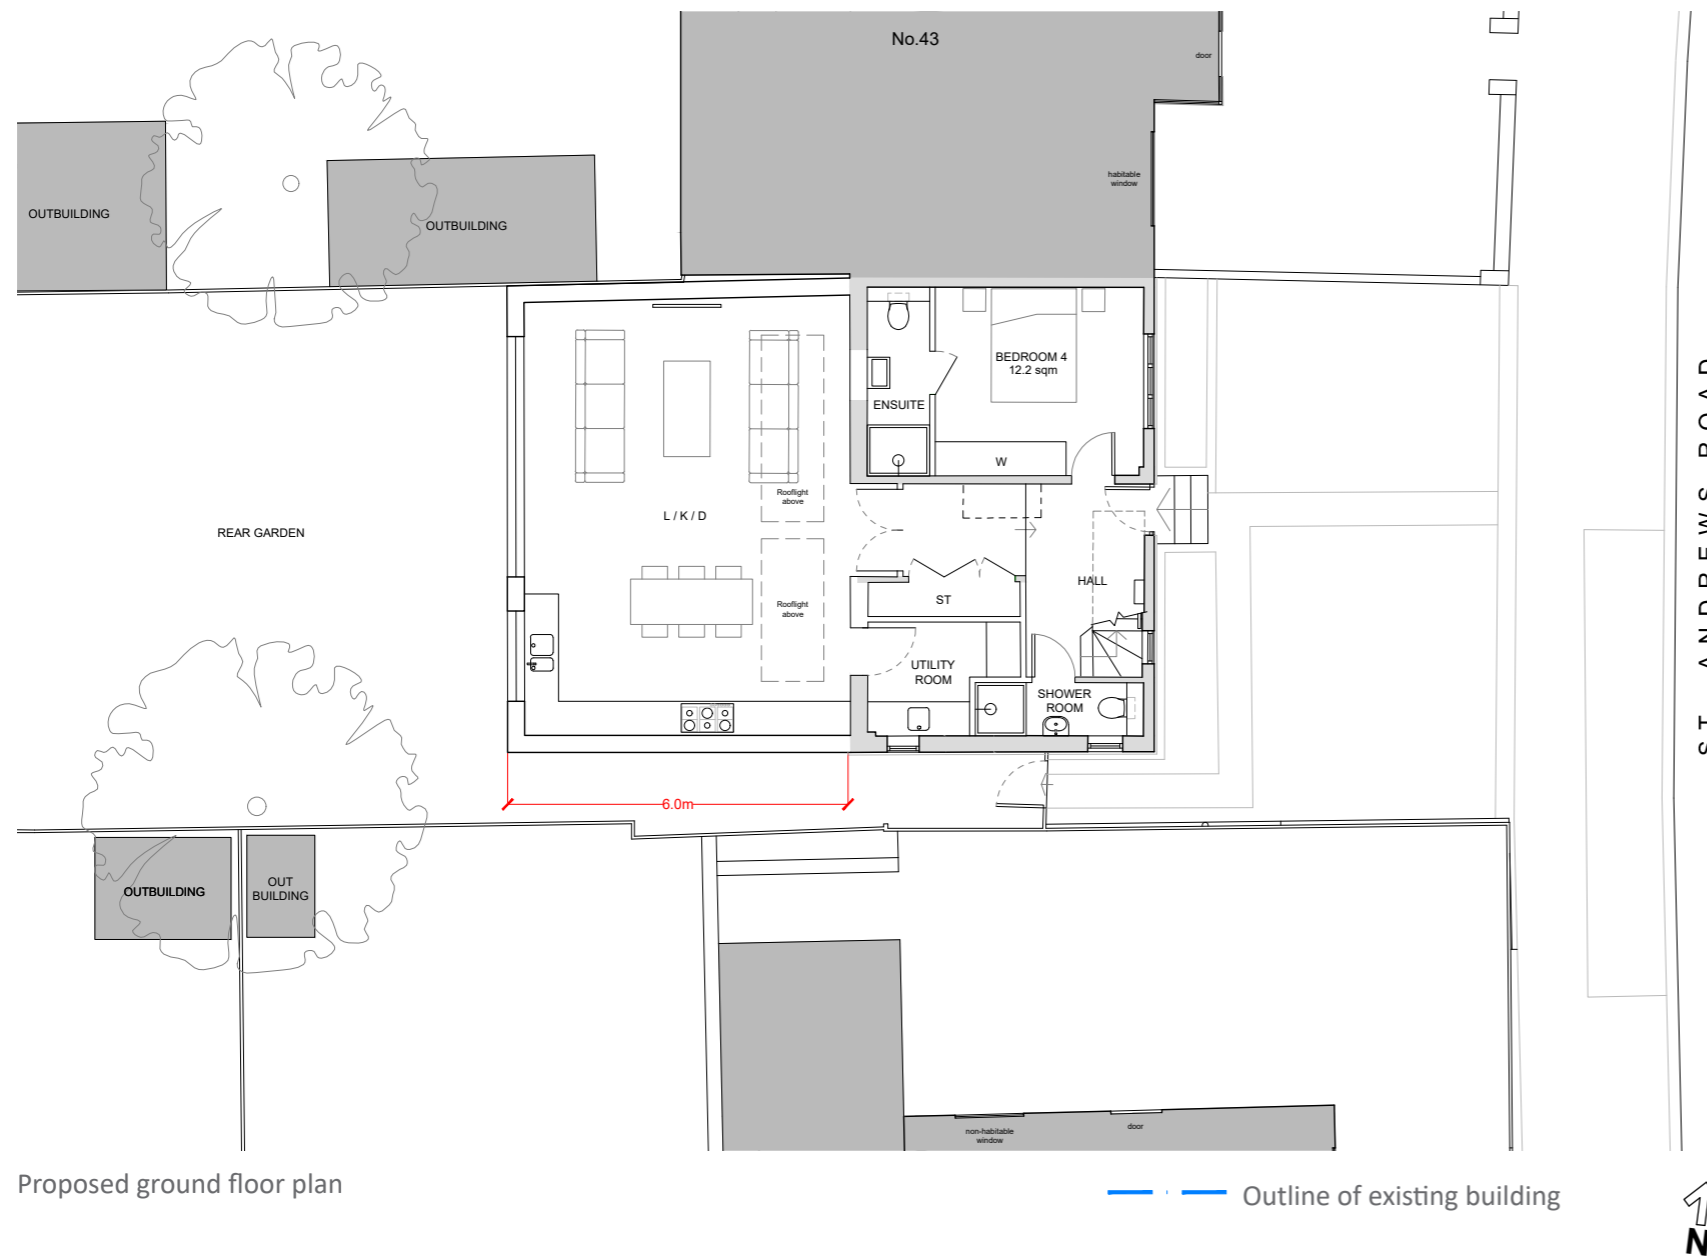 No.43
door
habitable
window
OUTBUILDING
OUTBUILDING
BEDROOM 4
12.2 sqm
ENSUITE
W
Rooflight
above
L / K / D
REAR GARDEN
HALL
ST
Rooflight
above
UTILITY
ROOM
SHOWER
ROOM
6.0m
OUTBUILDING
OUT
BUILDING
ST ANDREWS ROAD
non-habitable
window
door
Proposed ground floor plan
Outline of existing building
N